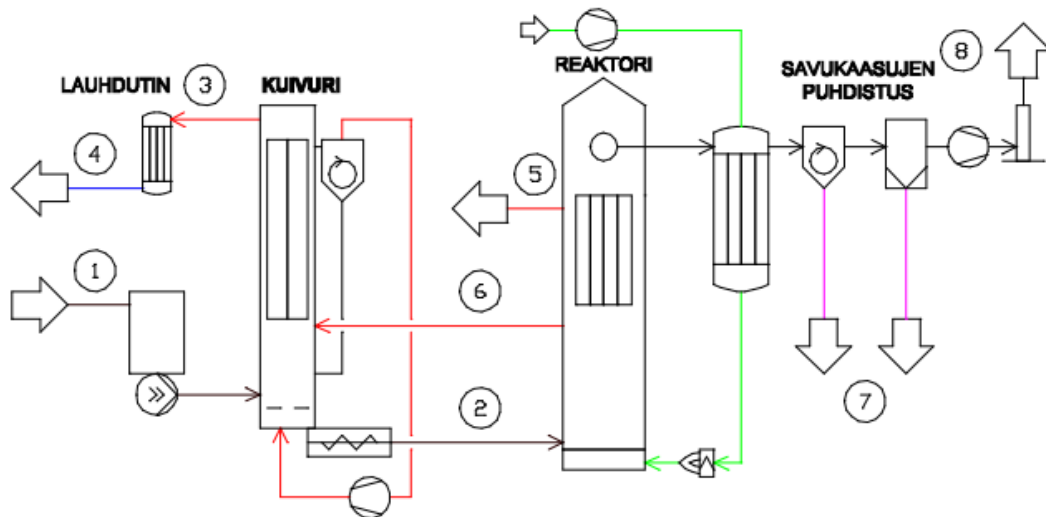 LAUHDUTIN
3
KUIVURI
REAKTORI
SAVUKAASUJEN
PUHDISTUS
8
4
5
1
6
2
7